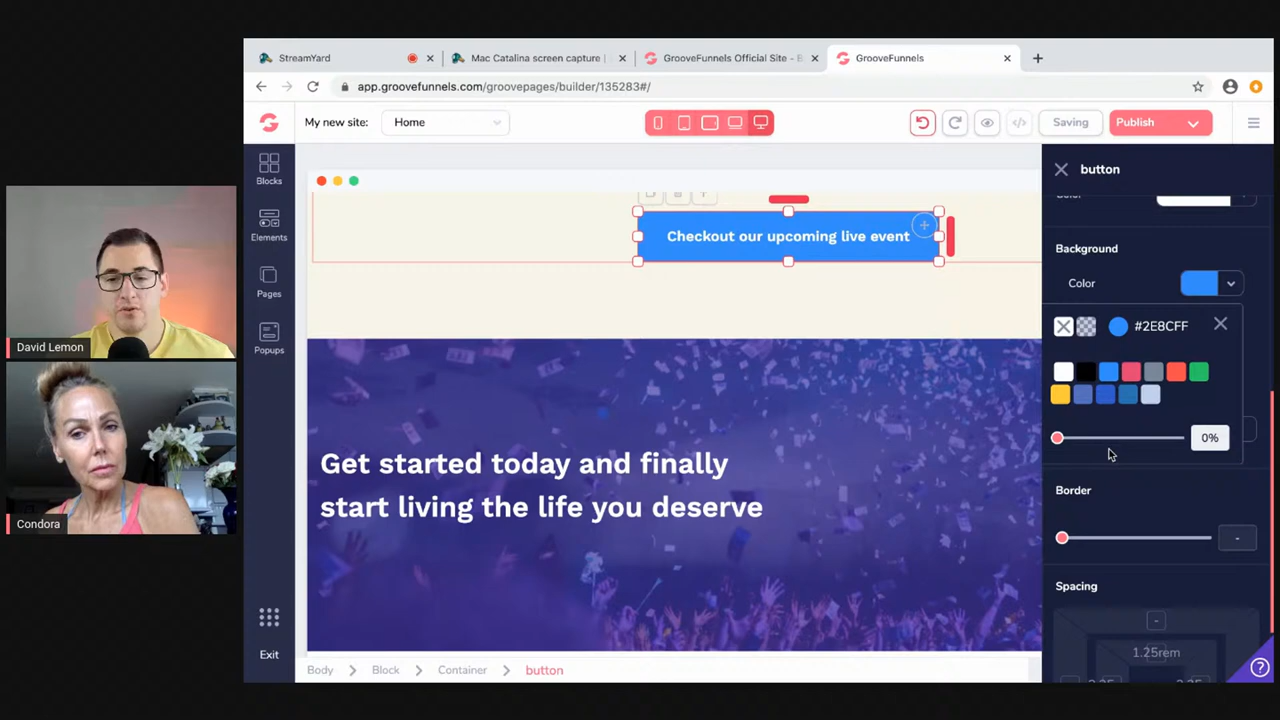 StreamYard
Mac Catalina screen capture |
GrooveFunnels Official Site - B
GrooveFunnels
app.groovefunnels.com/groovepages/builder/135283#/
My new site:
Home
Saving
Publish
Blocks
Elements
Pages
Popups
Exit
Checkout our upcoming live event
Get started today and finally
start living the life you deserve
Body
Block
Container
button
button
Color
Background
Color
#2E8CFF
0%
Border
-
Spacing
-
1.25rem
David Lemon
Condora